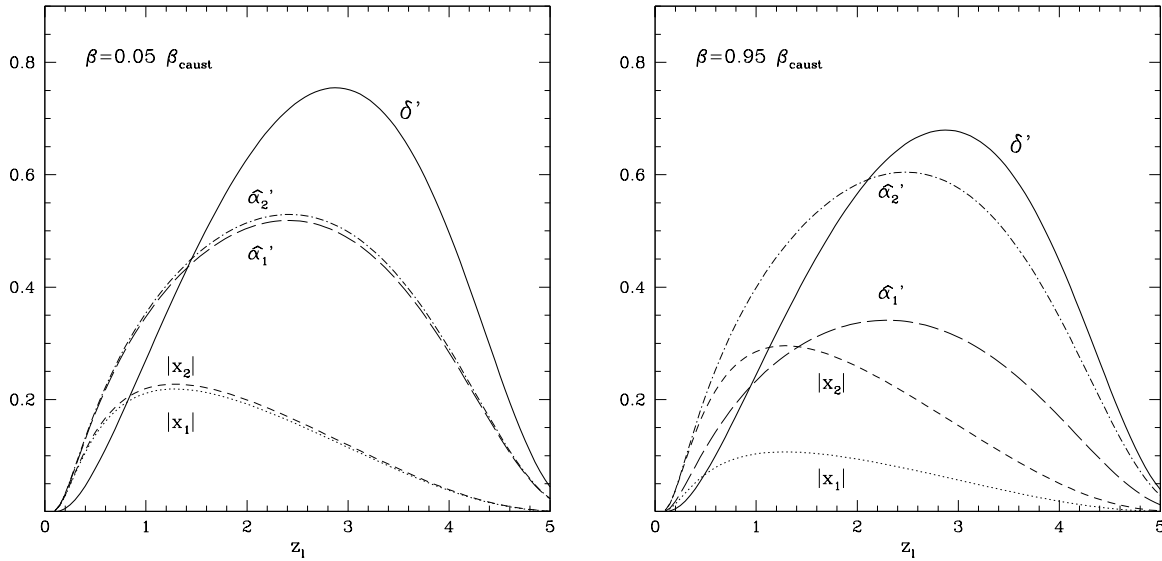 β=0.05 β_caust
0.8
0.6
0.4
0.2
δ'
α̂₂'
α̂₁'
|x₂|
|x₁|
0 1 2 3 4 5
z_l
β=0.95 β_caust
0.8
0.6
0.4
0.2
δ'
α̂₂'
α̂₁'
|x₂|
|x₁|
0 1 2 3 4 5
z_l